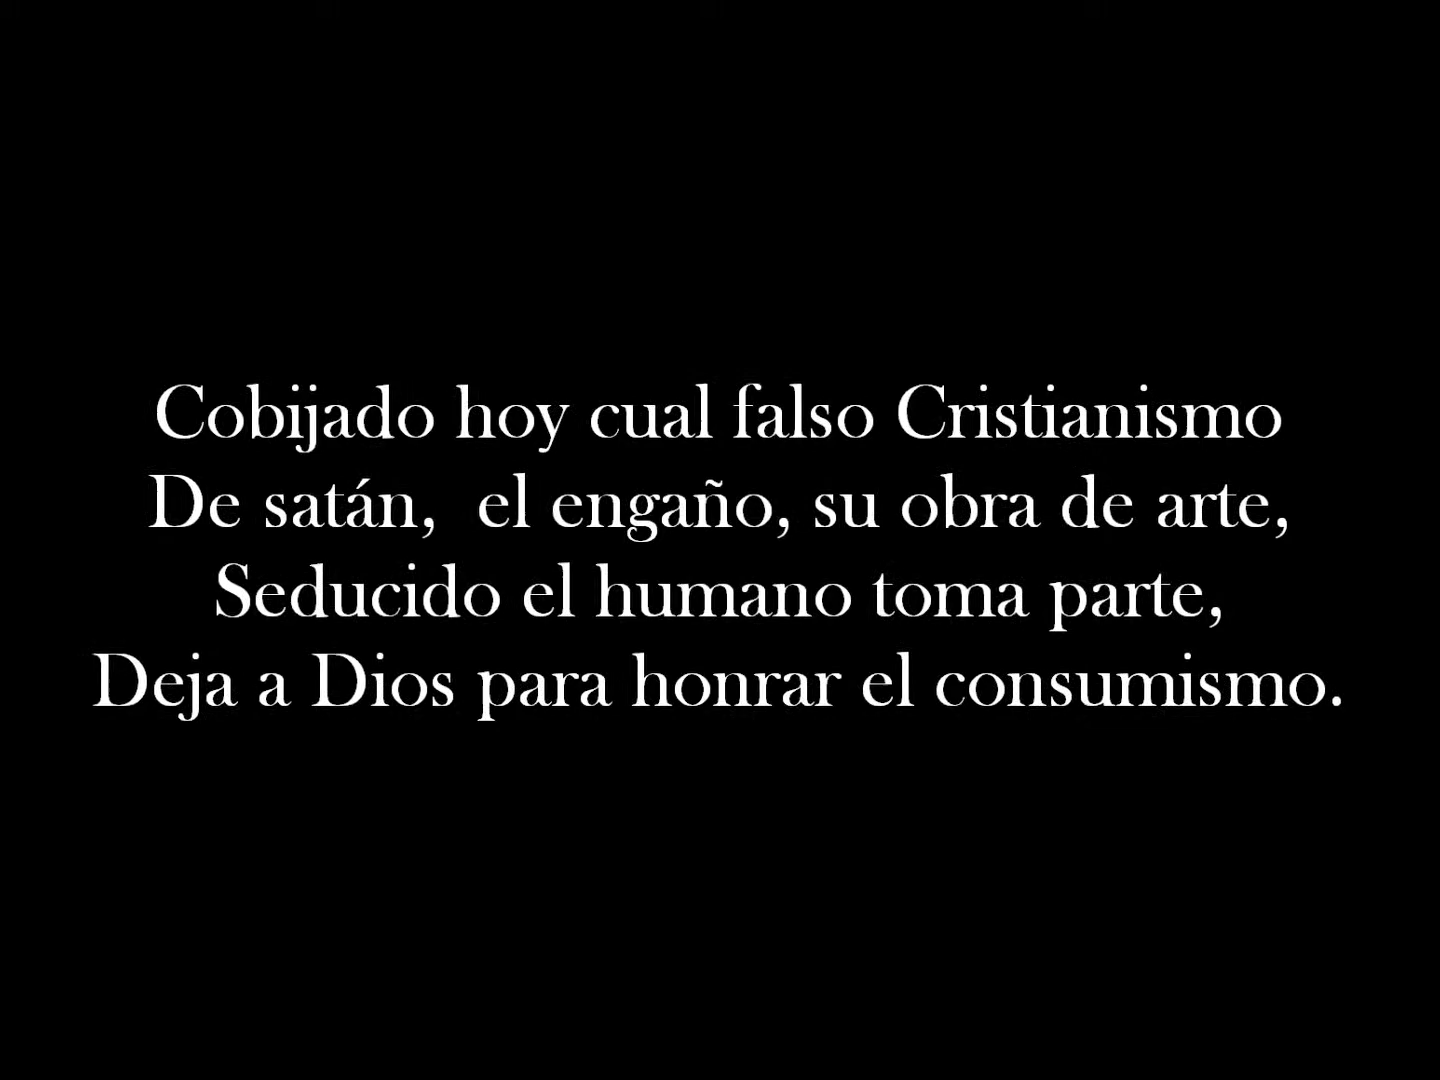 Cobijado hoy cual falso Cristianismo
De satán,  el engaño, su obra de arte,
Seducido el humano toma parte,
Deja a Dios para honrar el consumismo.